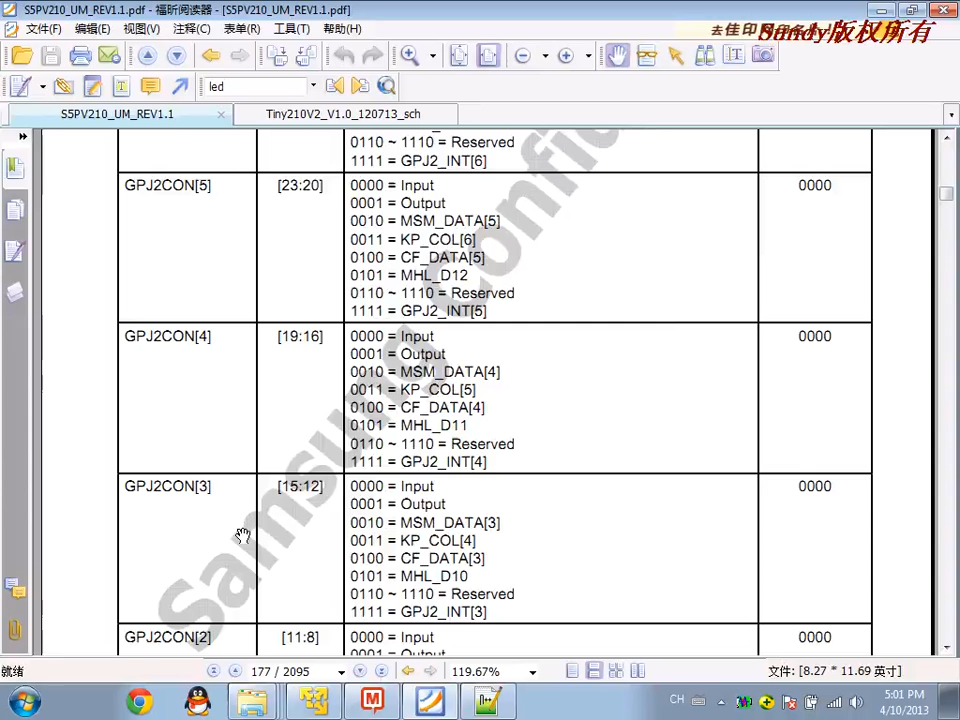 S5PV210_UM_REV1.1.pdf - 福昕阅读器 - [S5PV210_UM_REV1.1.pdf]
文件(F) 编辑(E) 视图(V) 注释(C) 表单(R) 工具(T) 帮助(H)
去佳印
Sundy版权所有
led
S5PV210_UM_REV1.1 Tiny210V2_V1.0_120713_sch
0110 ~ 1110 = Reserved
1111 = GPJ2_INT[6]
GPJ2CON[5] [23:20] 0000 = Input 0000
0001 = Output
0010 = MSM_DATA[5]
0011 = KP_COL[6]
0100 = CF_DATA[5]
0101 = MHL_D12
0110 ~ 1110 = Reserved
1111 = GPJ2_INT[5]
GPJ2CON[4] [19:16] 0000 = Input 0000
0001 = Output
0010 = MSM_DATA[4]
0011 = KP_COL[5]
0100 = CF_DATA[4]
0101 = MHL_D11
0110 ~ 1110 = Reserved
1111 = GPJ2_INT[4]
GPJ2CON[3] [15:12] 0000 = Input 0000
0001 = Output
0010 = MSM_DATA[3]
0011 = KP_COL[4]
0100 = CF_DATA[3]
0101 = MHL_D10
0110 ~ 1110 = Reserved
1111 = GPJ2_INT[3]
GPJ2CON[2] [11:8] 0000 = Input 0000
0001 = Output
Samsung Confid
就绪 177 / 2095 119.67% 文件: [8.27 * 11.69 英寸]
CH 5:01 PM
4/10/2013